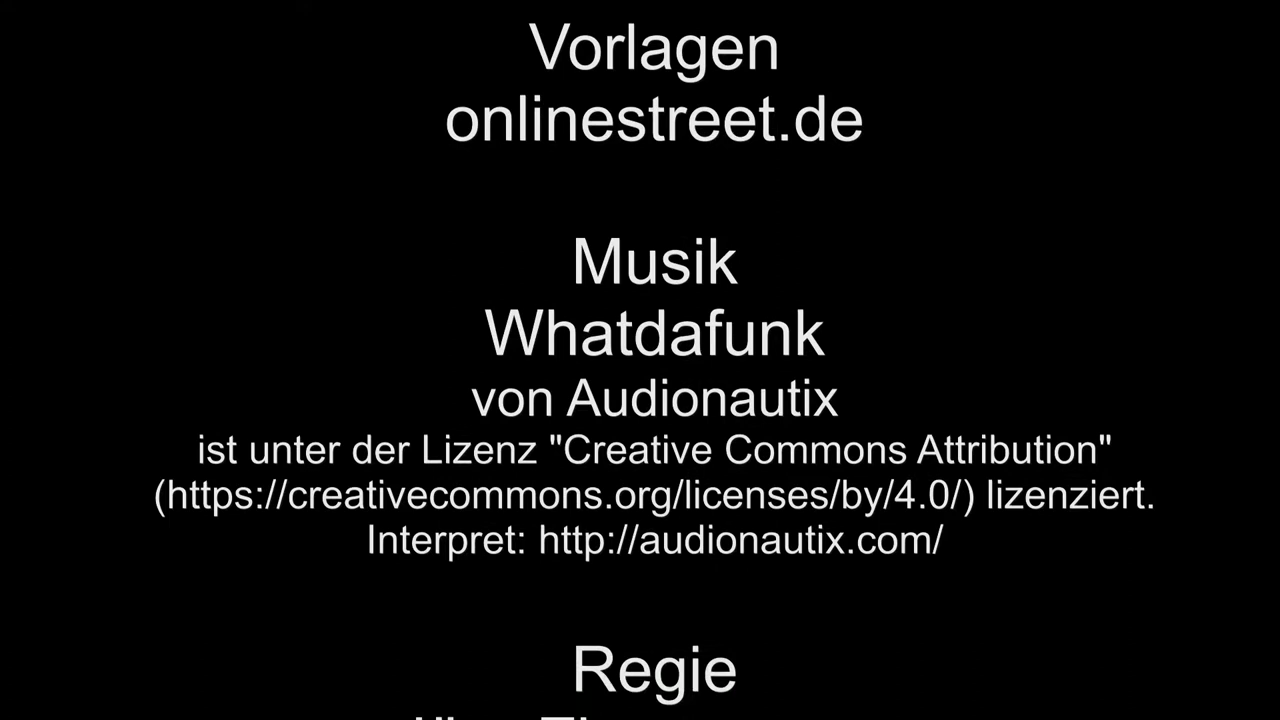 Vorlagen
onlinestreet.de
Musik
Whatdafunk
von Audionautix
ist unter der Lizenz "Creative Commons Attribution"
(https://creativecommons.org/licenses/by/4.0/) lizenziert.
Interpret: http://audionautix.com/
Regie